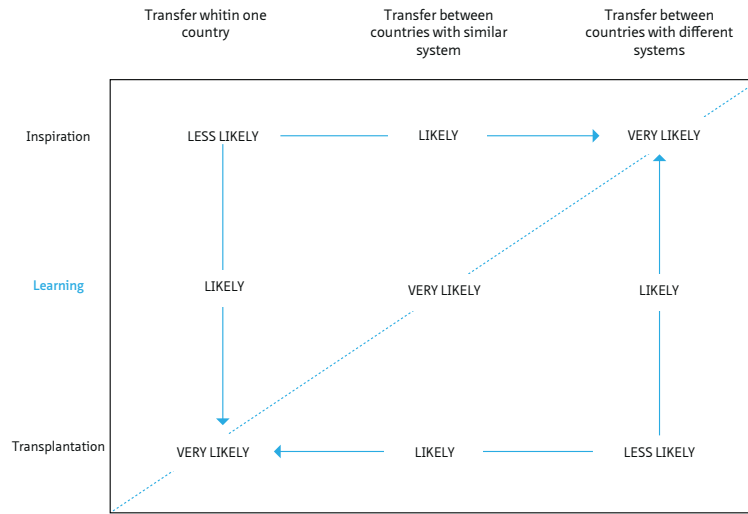 Transfer whitin one
country
Transfer between
countries with similar
system
Transfer between
countries with different
systems
Inspiration
LESS LIKELY
LIKELY
VERY LIKELY
Learning
LIKELY
VERY LIKELY
LIKELY
Transplantation
VERY LIKELY
LIKELY
LESS LIKELY